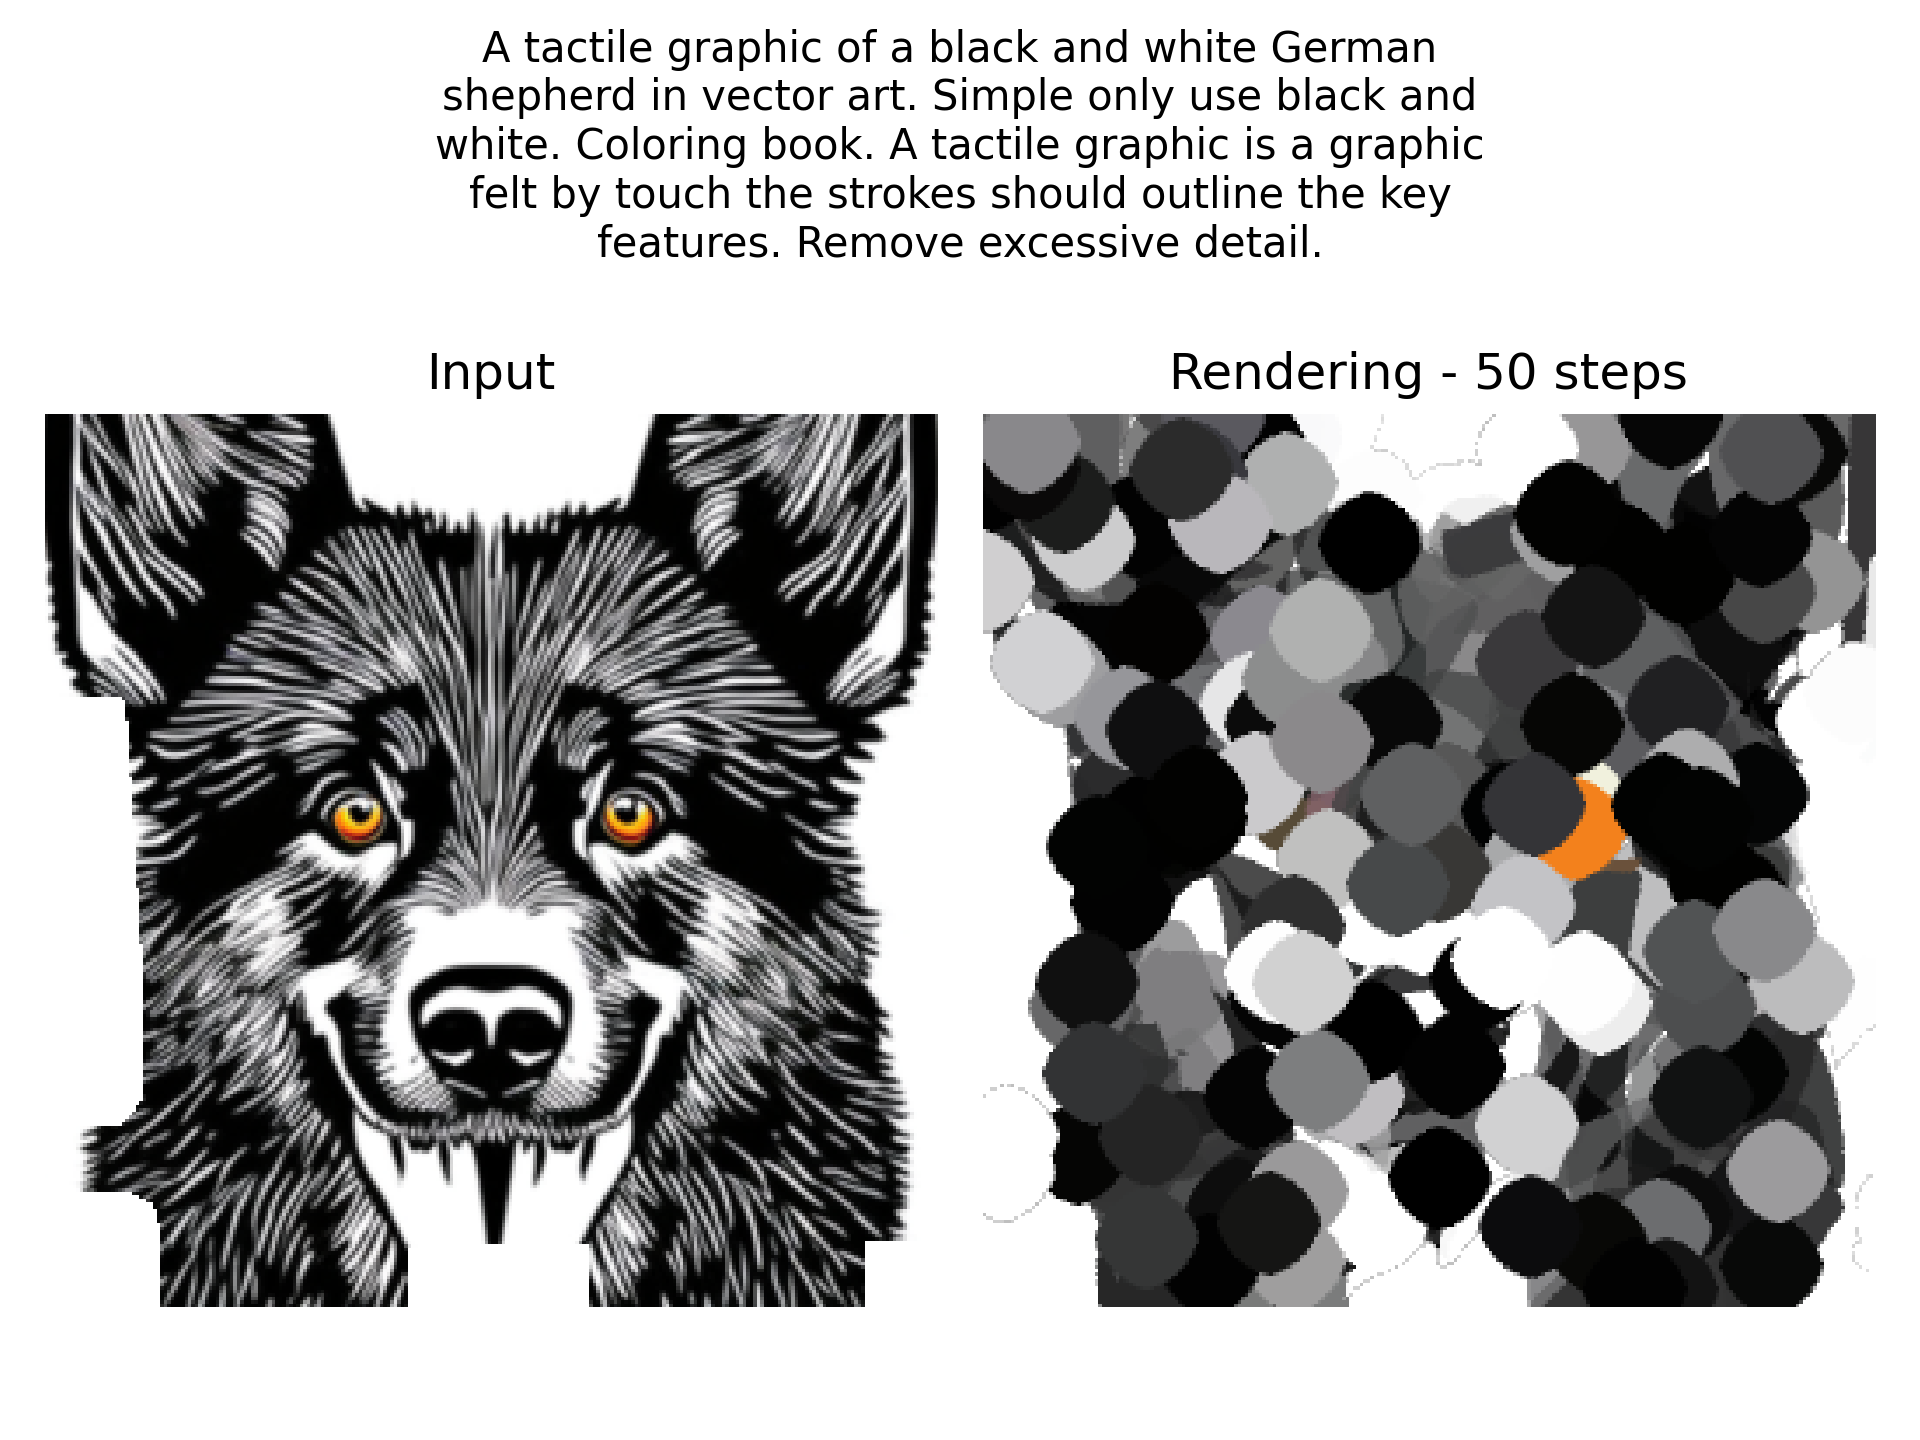 A tactile graphic of a black and white German
shepherd in vector art. Simple only use black and
white. Coloring book. A tactile graphic is a graphic
felt by touch the strokes should outline the key
features. Remove excessive detail.
Input
Rendering - 50 steps